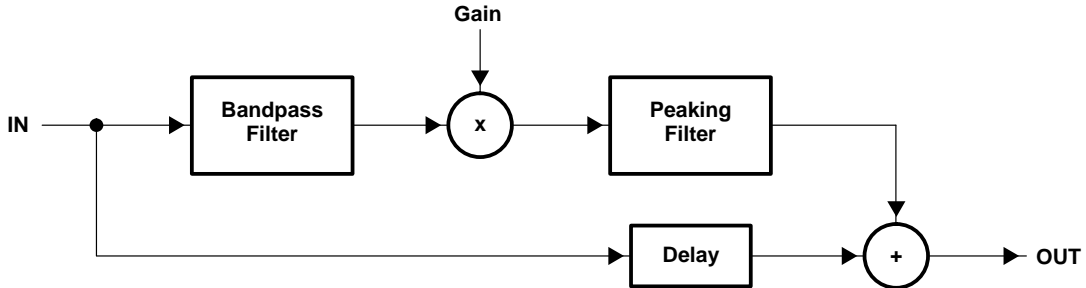 Gain
IN
Bandpass
Filter
x
Peaking
Filter
Delay
+
OUT